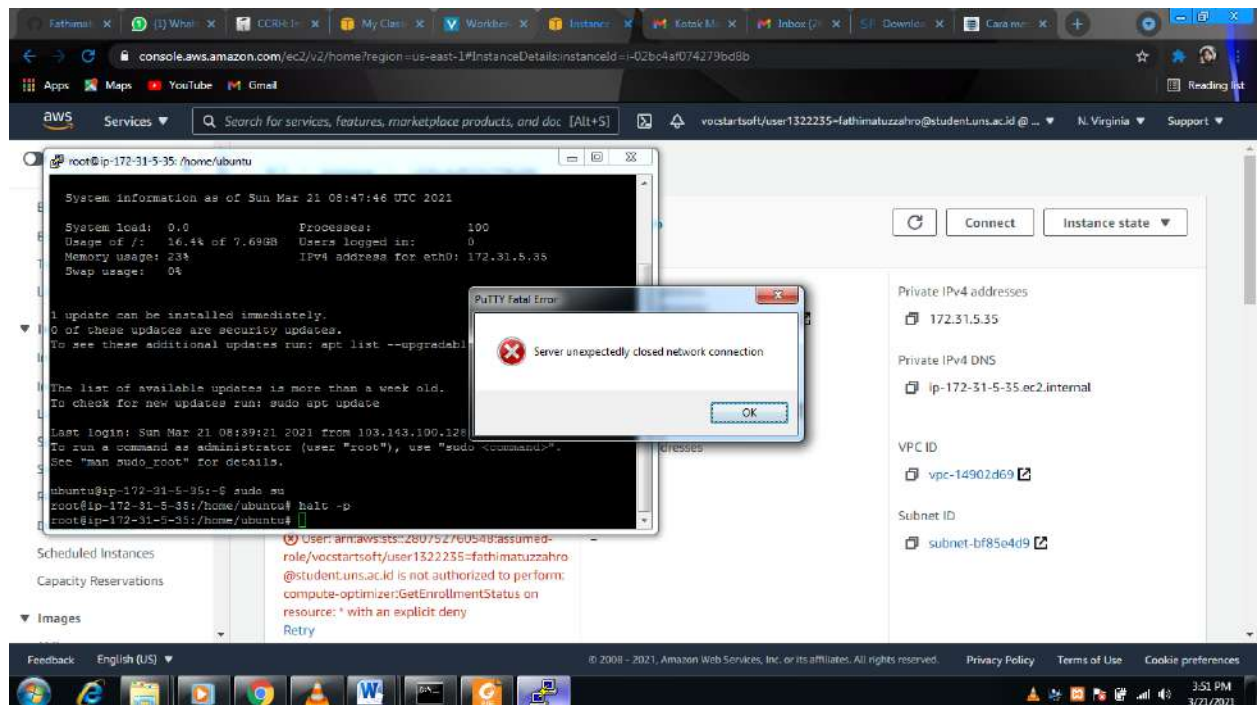 Fathima
(1) What
CCRH
My Class
Workben
Instance
Kotak M
Inbox (2
Downloa
Cara me
console.aws.amazon.com/ec2/v2/home?region=us-east-1#InstanceDetails:instanceId=i-02bc4af074279bd8b
Apps
Maps
YouTube
Gmail
Reading list
aws
Services ▼
Search for services, features, marketplace products, and doc [Alt+S]
vocstartsoft/user1322235=fathimatuzzahro@student.uns.ac.id @ ... ▼
N. Virginia ▼
Support ▼
root@ip-172-31-5-35: /home/ubuntu
System information as of Sun Mar 21 08:47:46 UTC 2021
System load: 0.0 Processes: 100
Usage of /: 16.4% of 7.69GB Users logged in: 0
Memory usage: 23% IPv4 address for eth0: 172.31.5.35
Swap usage: 0%
1 update can be installed immediately.
0 of these updates are security updates.
To see these additional updates run: apt list --upgradabl
The list of available updates is more than a week old.
To check for new updates run: sudo apt update
Last login: Sun Mar 21 08:39:21 2021 from 103.143.100.128
To run a command as administrator (user "root"), use "sudo <command>".
See "man sudo_root" for details.
ubuntu@ip-172-31-5-35:~$ sudo su
root@ip-172-31-5-35:/home/ubuntu# halt -p
root@ip-172-31-5-35:/home/ubuntu#
PuTTY Fatal Error
Server unexpectedly closed network connection
OK
Connect
Instance state ▼
Private IPv4 addresses
172.31.5.35
Private IPv4 DNS
ip-172-31-5-35.ec2.internal
dresses
VPC ID
vpc-14902d69
Subnet ID
subnet-bf85e4d9
Scheduled Instances
Capacity Reservations
▼ Images
User: arn:aws:sts::280752760548:assumed-
role/vocstartsoft/user1322235=fathimatuzzahro
@student.uns.ac.id is not authorized to perform:
compute-optimizer:GetEnrollmentStatus on
resource: * with an explicit deny
Retry
–
Feedback
English (US) ▼
© 2008 - 2021, Amazon Web Services, Inc. or its affiliates. All rights reserved.
Privacy Policy
Terms of Use
Cookie preferences
3:51 PM
3/21/2021